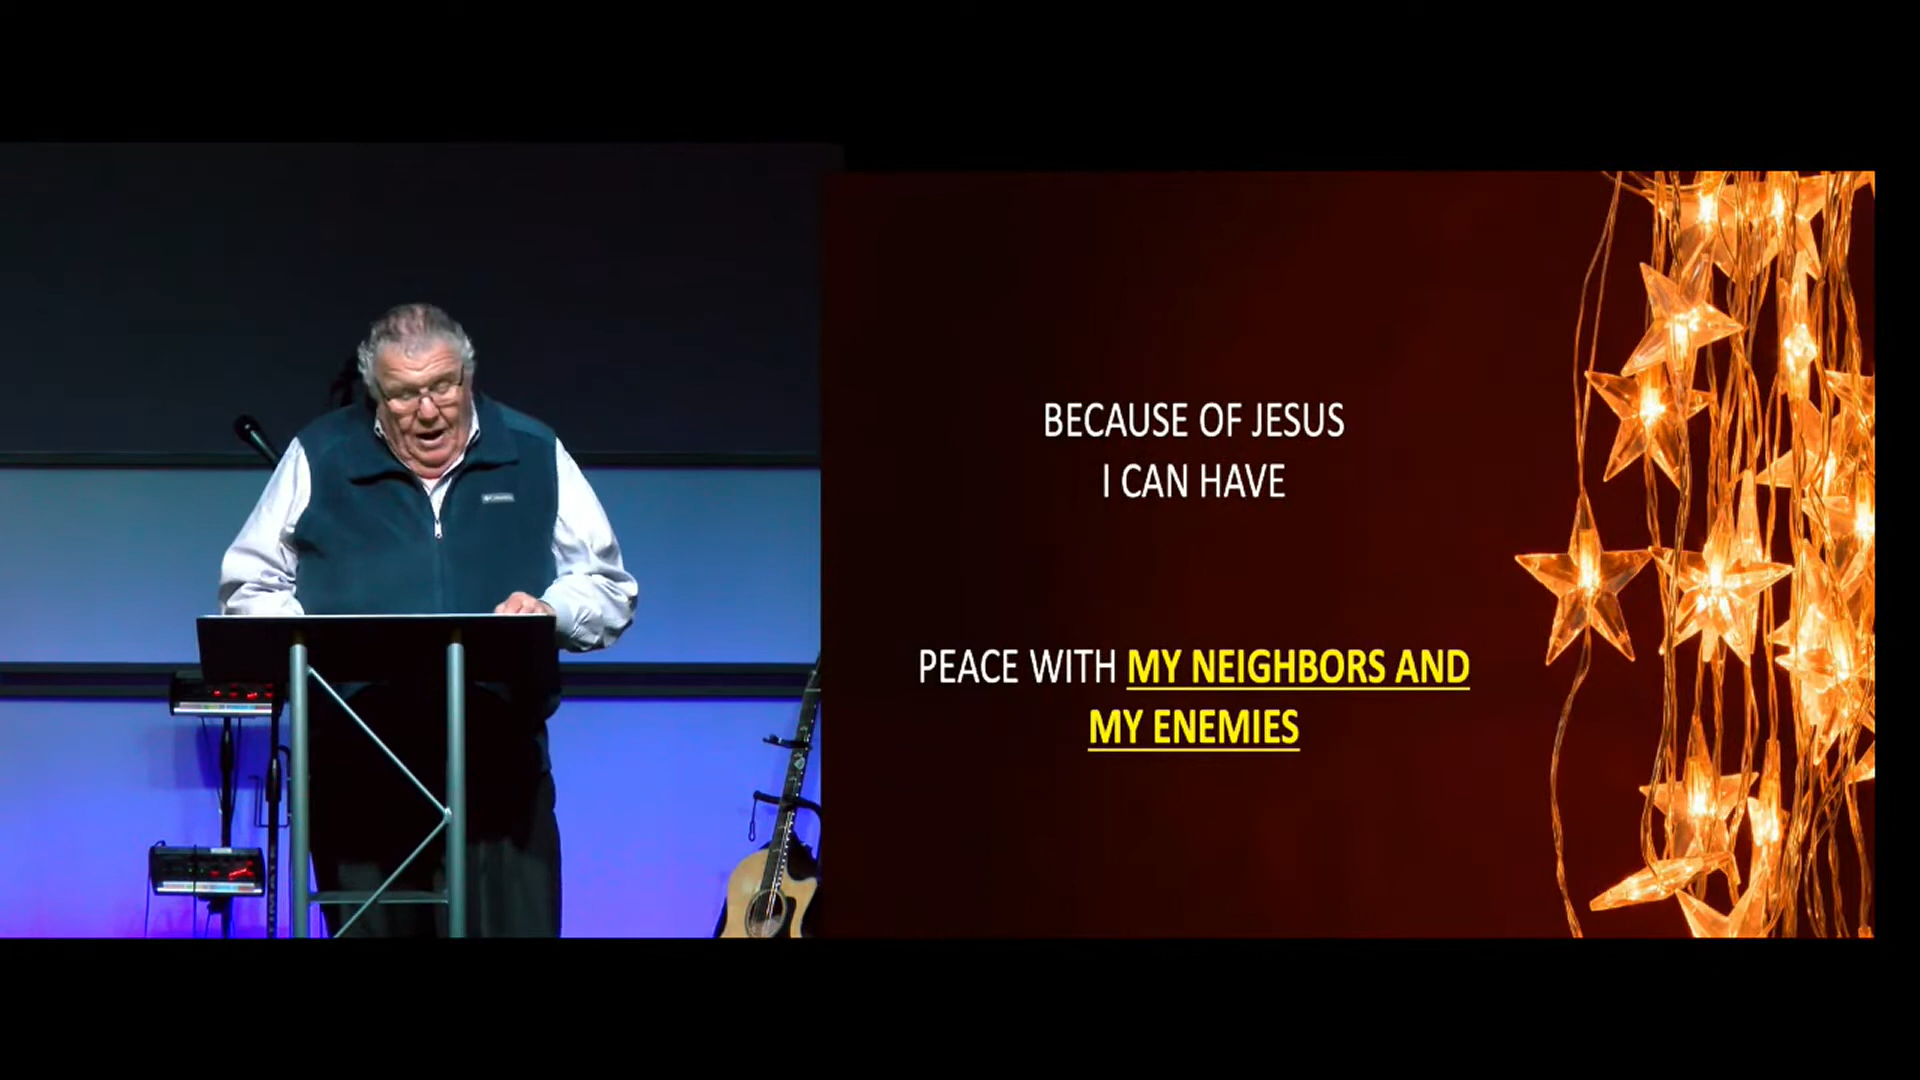 BECAUSE OF JESUS
I CAN HAVE
PEACE WITH MY NEIGHBORS AND
MY ENEMIES